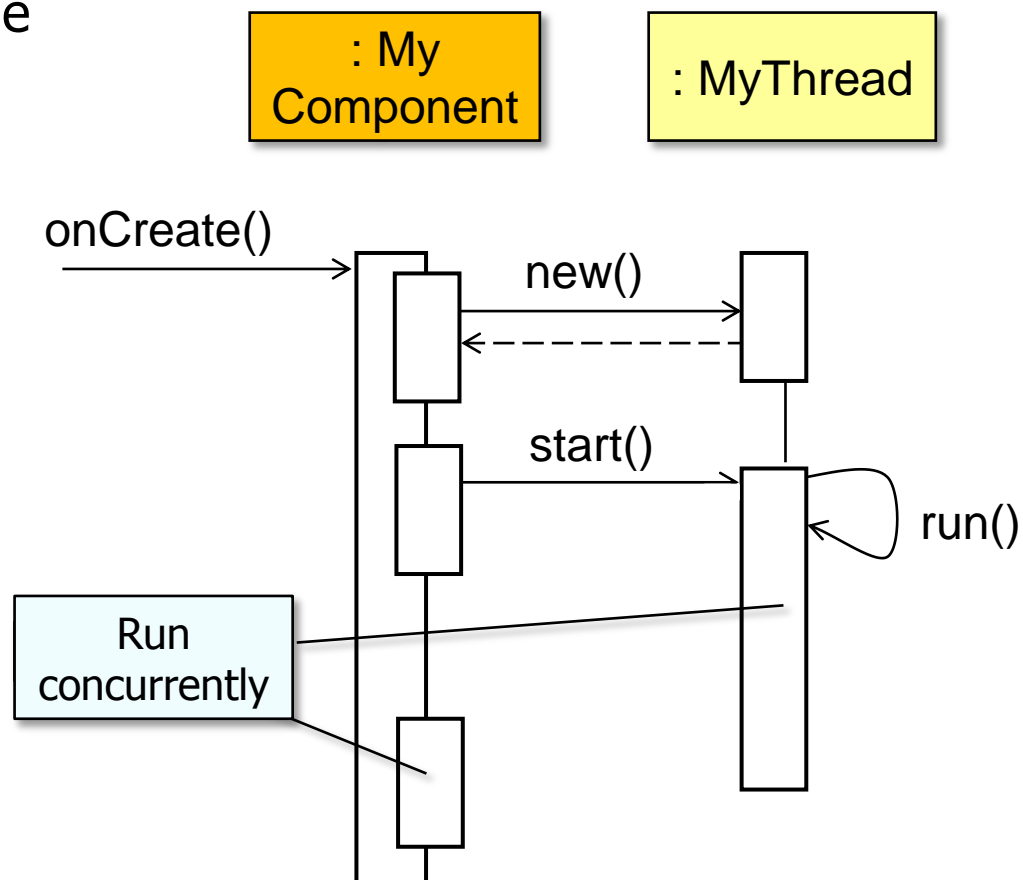 e
: My
Component
: MyThread
onCreate()
new()
start()
run()
Run
concurrently